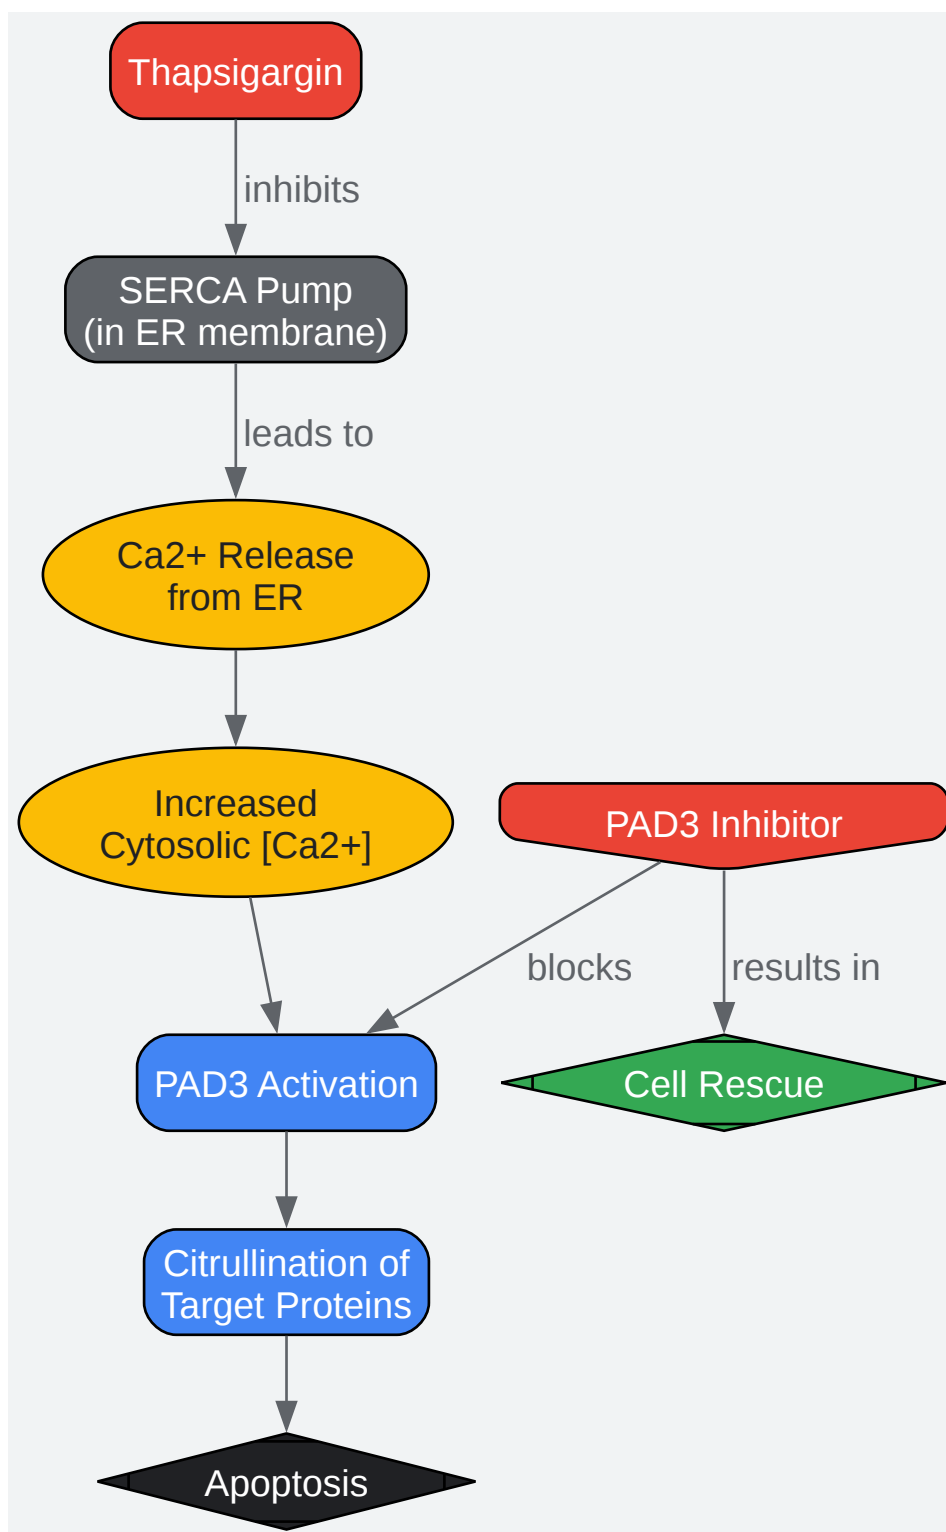 Thapsigargin
inhibits
SERCA Pump
(in ER membrane)
leads to
Ca2+ Release
from ER
Increased
Cytosolic [Ca2+]
PAD3 Inhibitor
blocks
results in
PAD3 Activation
Cell Rescue
Citrullination of
Target Proteins
Apoptosis